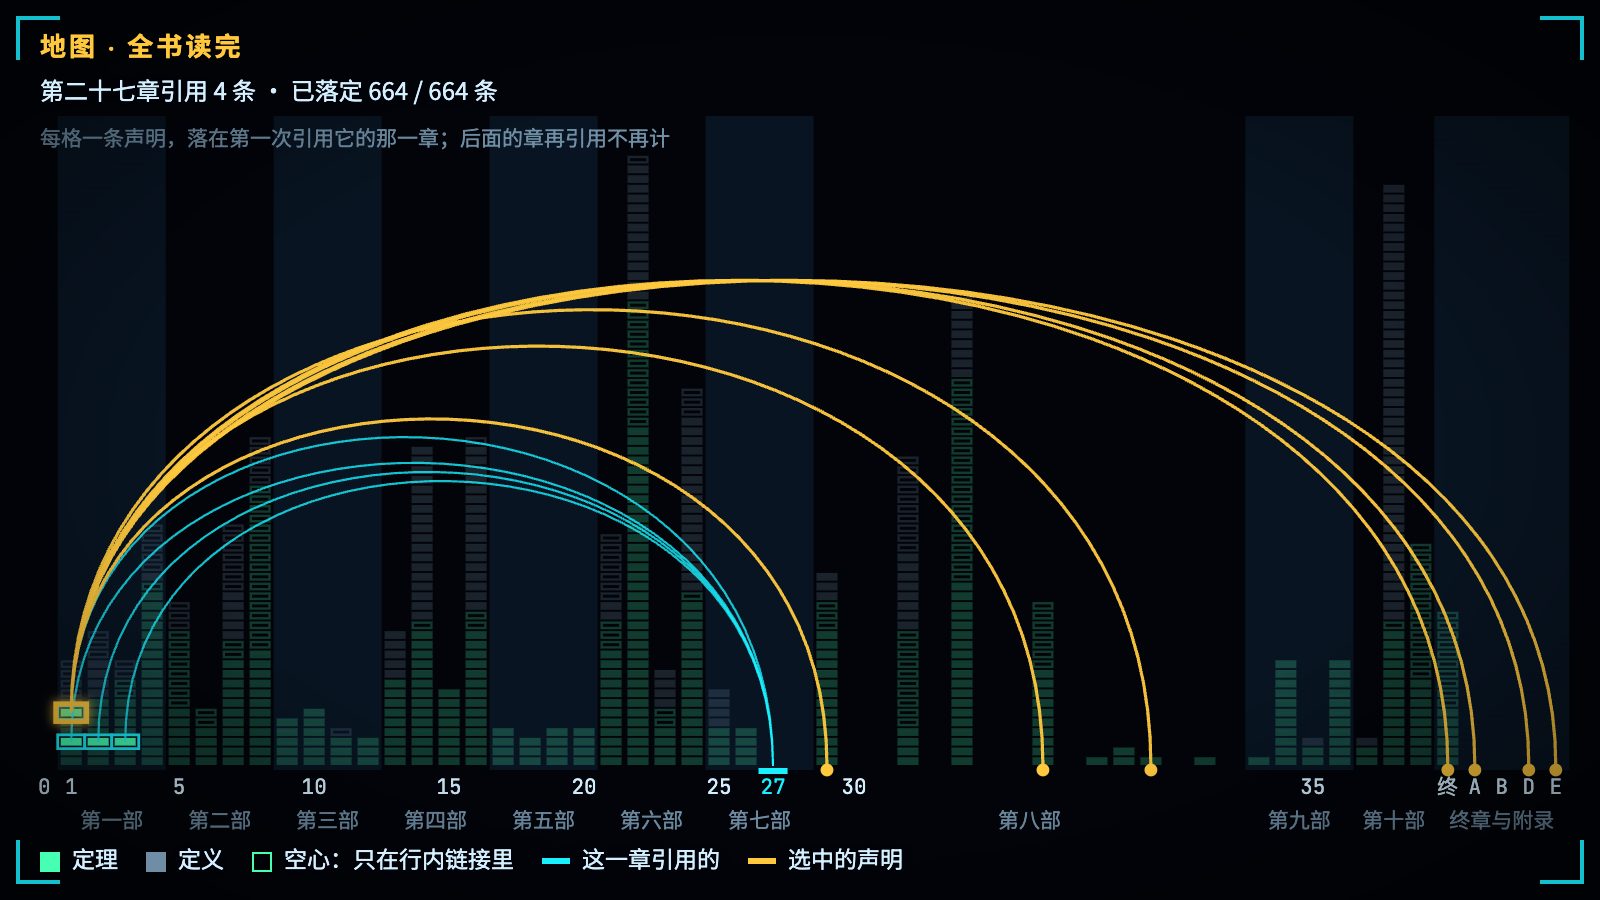 地图 · 全书读完
第二十七章引用 4 条 · 已落定 664 / 664 条
每格一条声明，落在第一次引用它的那一章；后面的章再引用不再计
0 1 5 10 15 20 25 27 30 35 终 A B D E
第一部 第二部 第三部 第四部 第五部 第六部 第七部 第八部 第九部 第十部 终章与附录
定理 定义 空心：只在行内链接里 这一章引用的 选中的声明